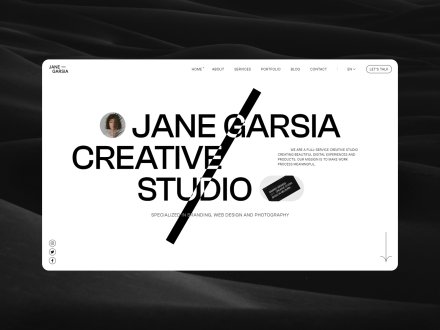 JANE —
GARSIA
HOME
ABOUT
SERVICES
PORTFOLIO
BLOG
CONTACT
EN
LET'S TALK
JANE GARSIA
CREATIVE
STUDIO
WE ARE A FULL-SERVICE CREATIVE STUDIO
CREATING BEAUTIFUL DIGITAL EXPERIENCES AND
PRODUCTS. OUR MISSION IS TO MAKE WORK
PROCESS MEANINGFUL.
SPECIALIZED IN BRANDING, WEB DESIGN AND PHOTOGRAPHY